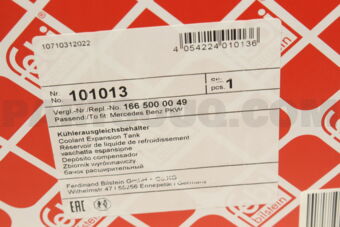 10710312022
4 054224 010136
Nr.
No. 101013
pcs. 1
Vergl.-Nr./Repl.-No. 166 500 00 49
Passend./To fit: Mercedes Benz PKW
Kühlerausgleichsbehälter
Coolant Expansion Tank
Réservoir de liquide de refroidissement
vaschetta espansione
Depósito compensador
Zbiornik wyrównawczy
бачок расширительный
Ferdinand Bilstein GmbH + Co.KG
Wilhelmstr 47 | 58256 Ennepetal | Germany
EAC
febi
bilstein